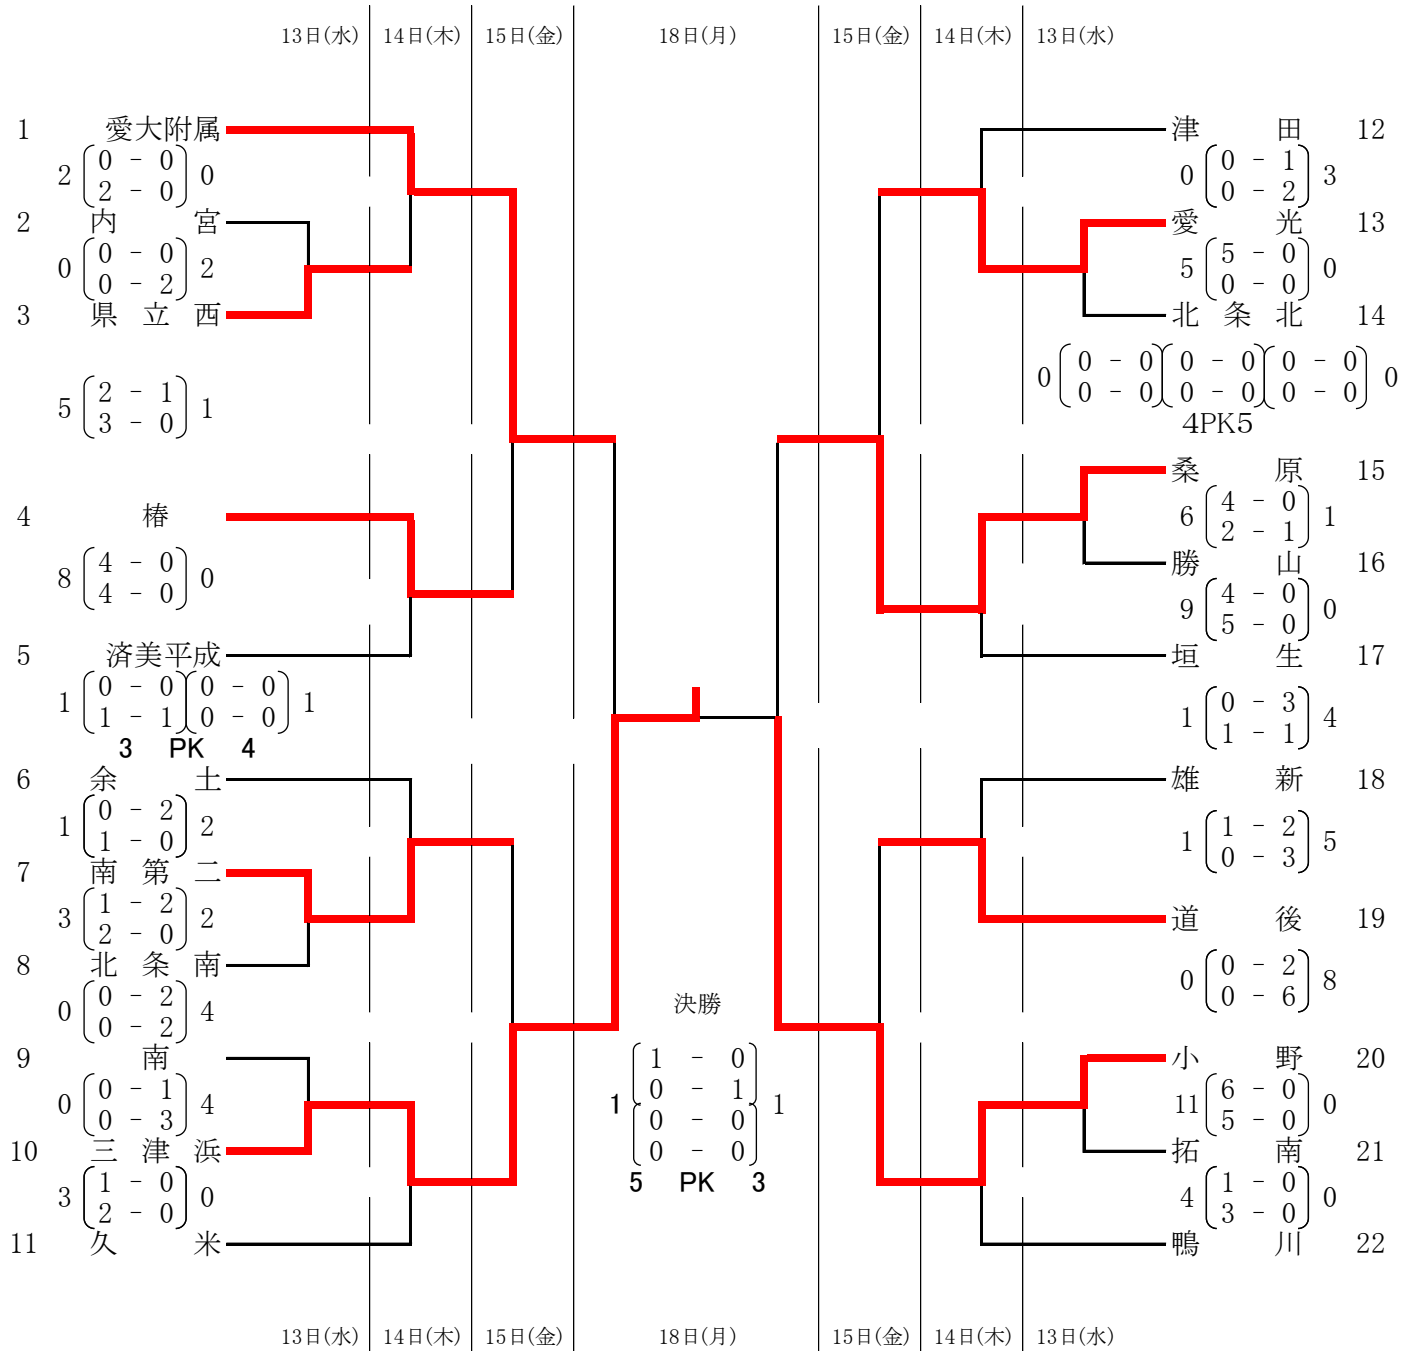 13日(水) 14日(木) 15日(金) 18日(月) 15日(金) 14日(木) 13日(水)
1 愛大附属
2 0 - 0 0
2 - 0
2 内宮
0 0 - 0 2
0 - 2
3 県立西
5 2 - 1 1
3 - 0
4 椿
8 4 - 0 0
4 - 0
5 済美平成
1 0 - 0 0 - 0 1
1 - 1 0 - 0
3 PK 4
6 余土
1 0 - 2 2
1 - 0
7 南第二
3 1 - 2 2
2 - 0
8 北条南
0 0 - 2 4
0 - 2
9 南
0 0 - 1 4
0 - 3
10 三津浜
3 1 - 0 0
2 - 0
11 久米
決勝
1 1 - 0 1
0 - 1
0 - 0
0 - 0
5 PK 3
津田 12
0 0 - 1 3
0 - 2
愛光 13
5 5 - 0 0
0 - 0
北条北 14
0 0 - 0 0 - 0 0 - 0 0
0 - 0 0 - 0 0 - 0
4PK5
桑原 15
6 4 - 0 1
2 - 1
勝山 16
9 4 - 0 0
5 - 0
垣生 17
1 0 - 3 4
1 - 1
雄新 18
1 1 - 2 5
0 - 3
道後 19
0 0 - 2 8
0 - 6
小野 20
11 6 - 0 0
5 - 0
拓南 21
4 1 - 0 0
3 - 0
鴨川 22
13日(水) 14日(木) 15日(金) 18日(月) 15日(金) 14日(木) 13日(水)